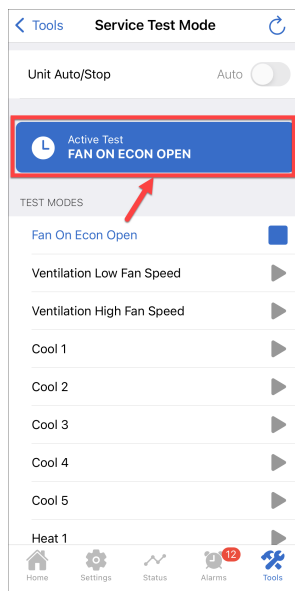 Tools Service Test Mode
Unit Auto/Stop Auto
Active Test
FAN ON ECON OPEN
TEST MODES
Fan On Econ Open
Ventilation Low Fan Speed
Ventilation High Fan Speed
Cool 1
Cool 2
Cool 3
Cool 4
Cool 5
Heat 1
12
Home Settings Status Alarms Tools